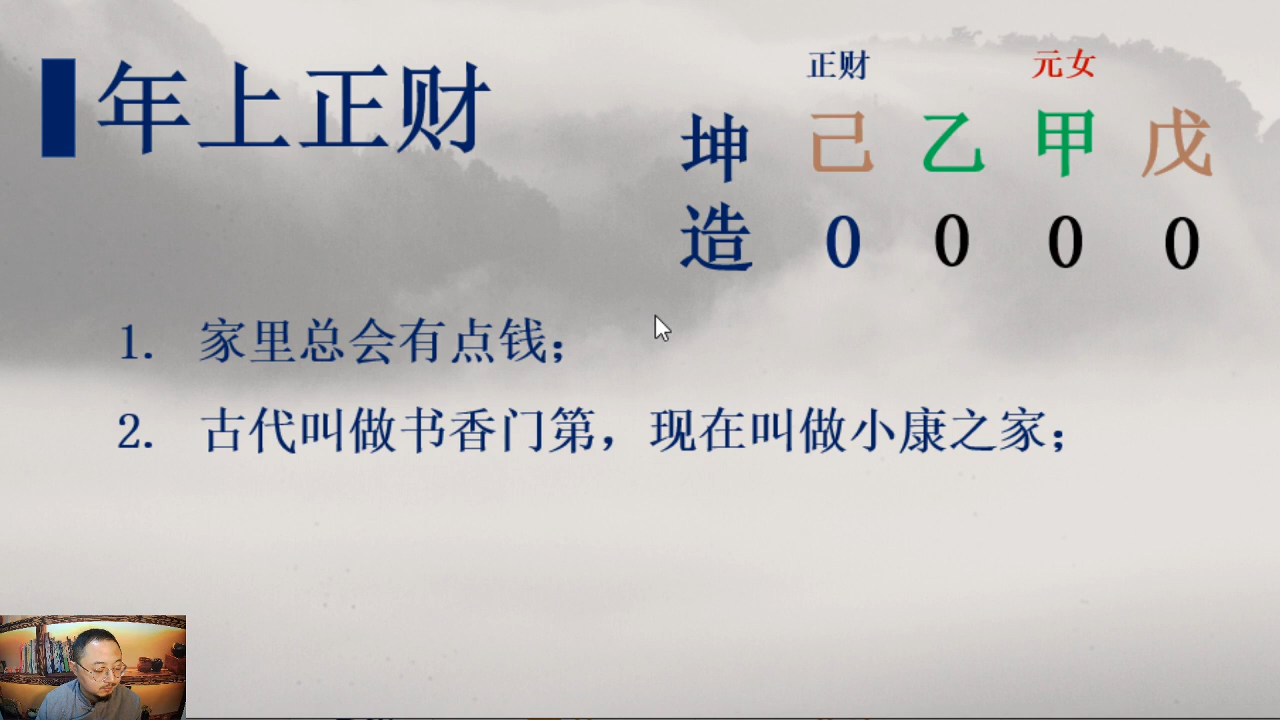 年上正财
正财 元女
坤 己 乙 甲 戊
造 0 0 0 0
1. 家里总会有点钱；
2. 古代叫做书香门第，现在叫做小康之家；